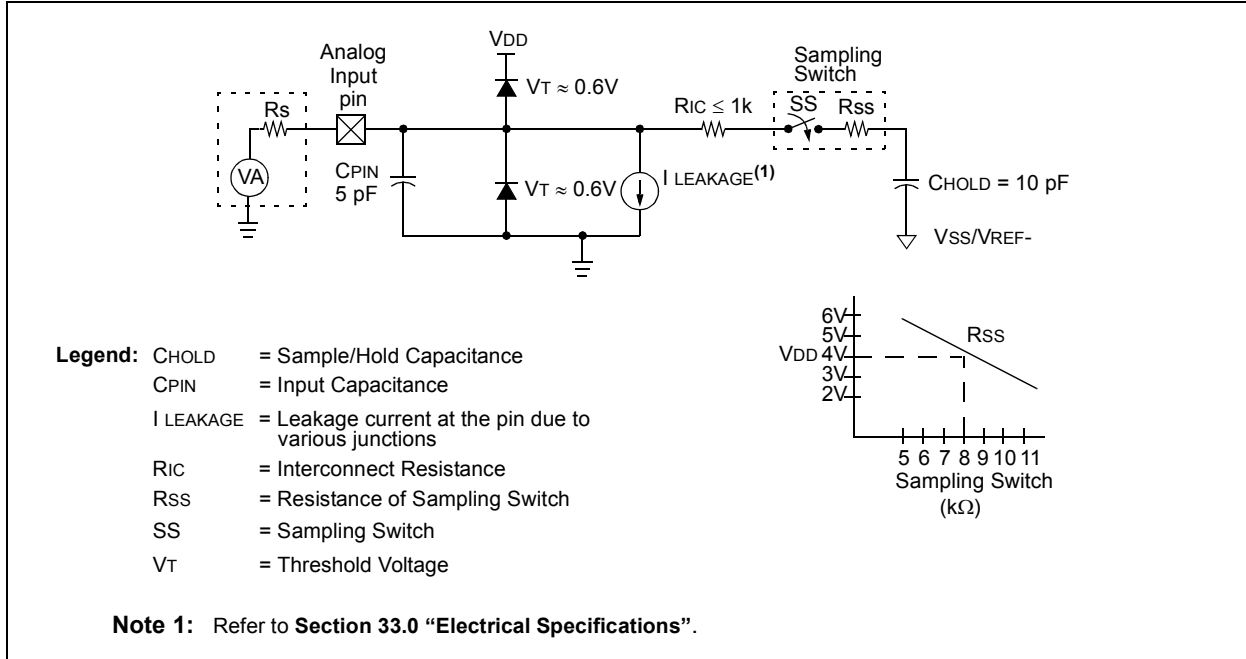 VDD
Analog
Input
pin
Sampling
Switch
VT ≈ 0.6V
Rs
RIC ≤ 1k
SS
Rss
VA
CPIN
5 pF
VT ≈ 0.6V
I LEAKAGE(1)
CHOLD = 10 pF
VSS/VREF-
6V
5V
VDD 4V
3V
2V
RSS
5 6 7 8 9 10 11
Sampling Switch
(kΩ)
Legend: CHOLD = Sample/Hold Capacitance
CPIN = Input Capacitance
I LEAKAGE = Leakage current at the pin due to
various junctions
RIC = Interconnect Resistance
RSS = Resistance of Sampling Switch
SS = Sampling Switch
VT = Threshold Voltage
Note 1: Refer to Section 33.0 “Electrical Specifications”.